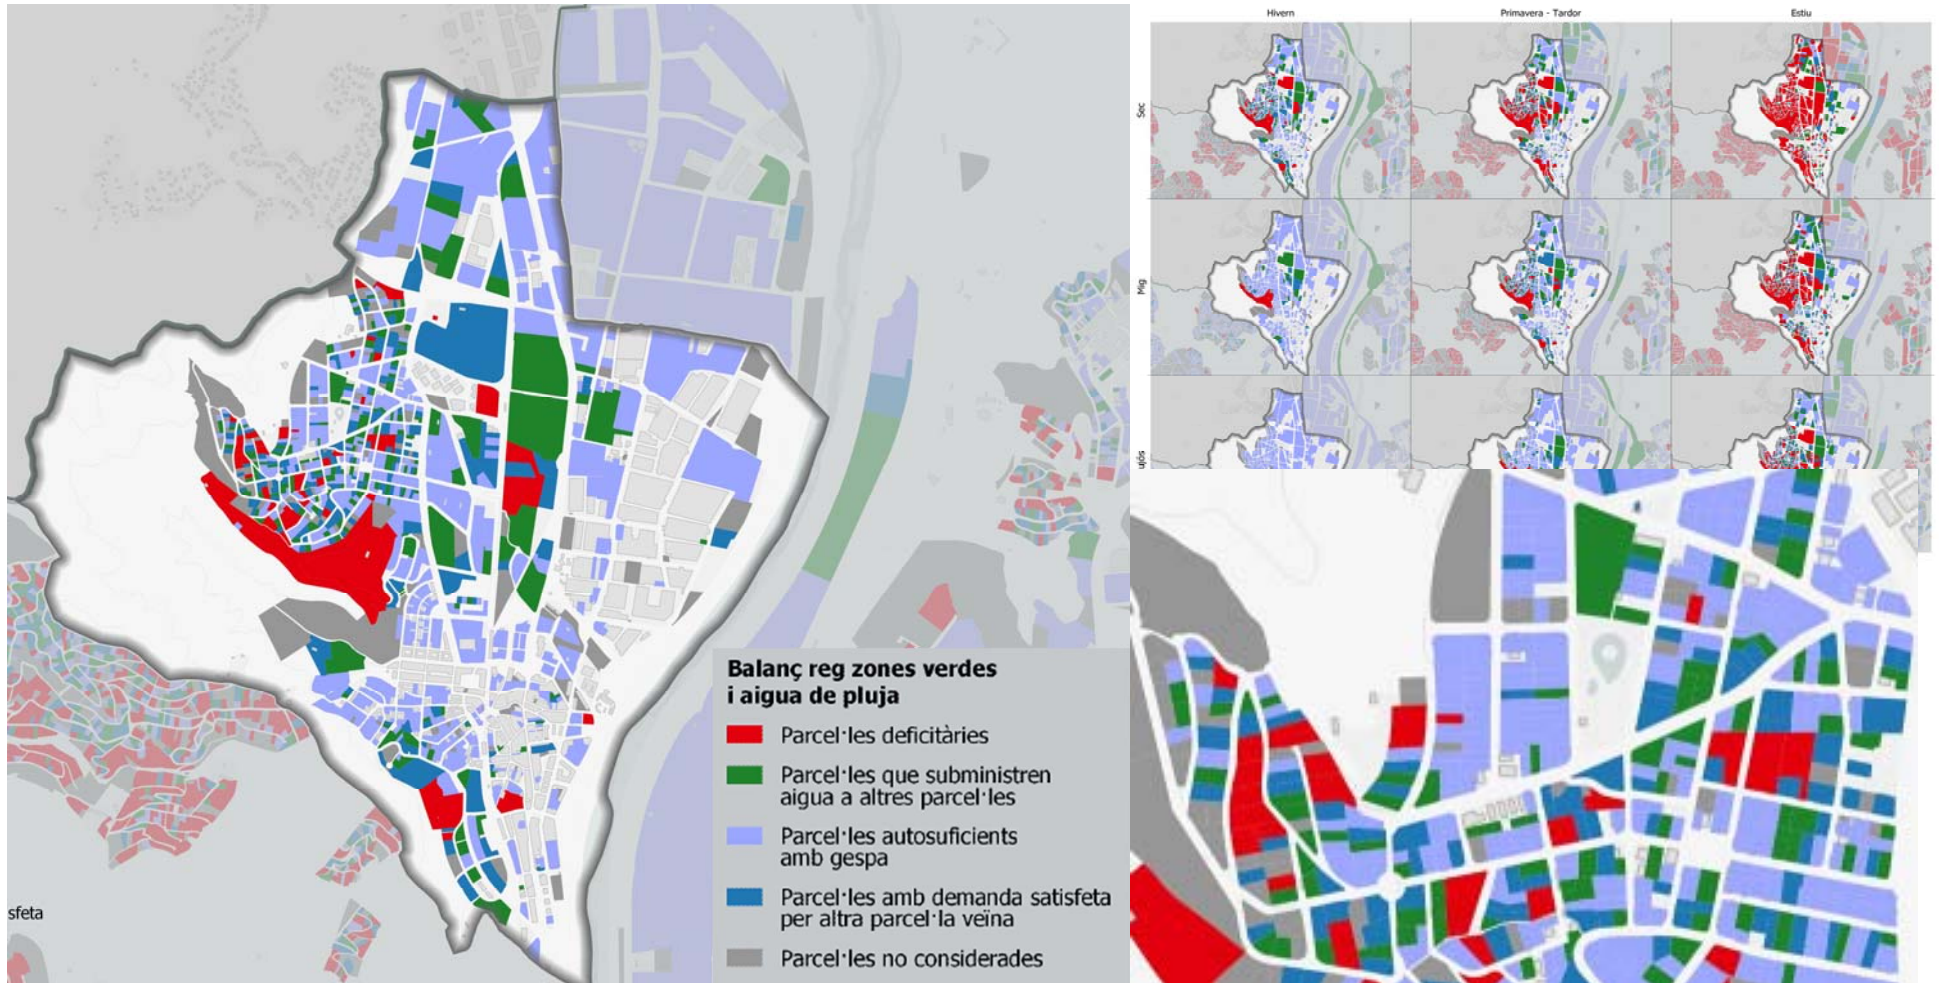 Hivern
Primavera - Tardor
Estiu
Sec
Mig
Balanç reg zones verdes
i aigua de pluja
Parcel·les deficitàries
Parcel·les que subministren
aigua a altres parcel·les
Parcel·les autosuficients
amb gespa
Parcel·les amb demanda satisfeta
per altra parcel·la veïna
Parcel·les no considerades
sfeta